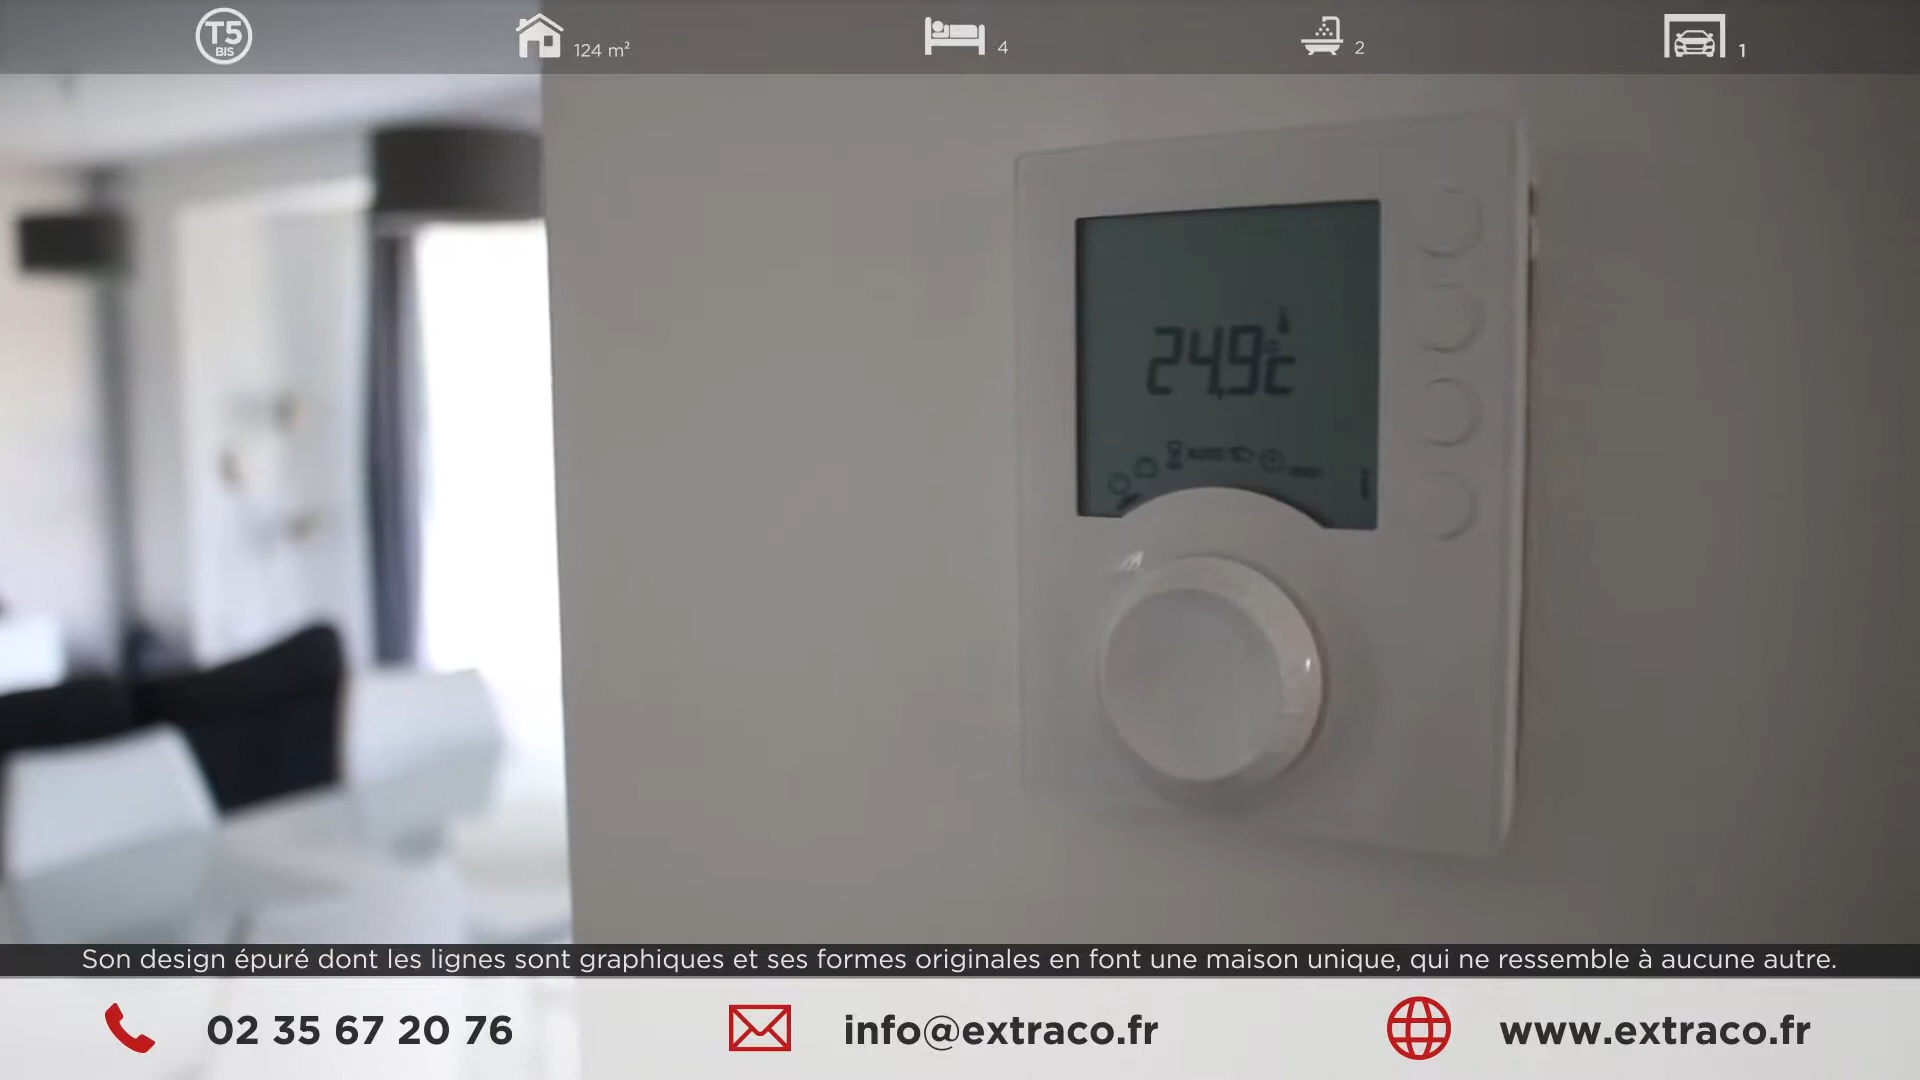 T5
BIS
124 m²
4
2
1
24,9°c
AUTO
Son design épuré dont les lignes sont graphiques et ses formes originales en font une maison unique, qui ne ressemble à aucune autre.
02 35 67 20 76
info@extraco.fr
www.extraco.fr